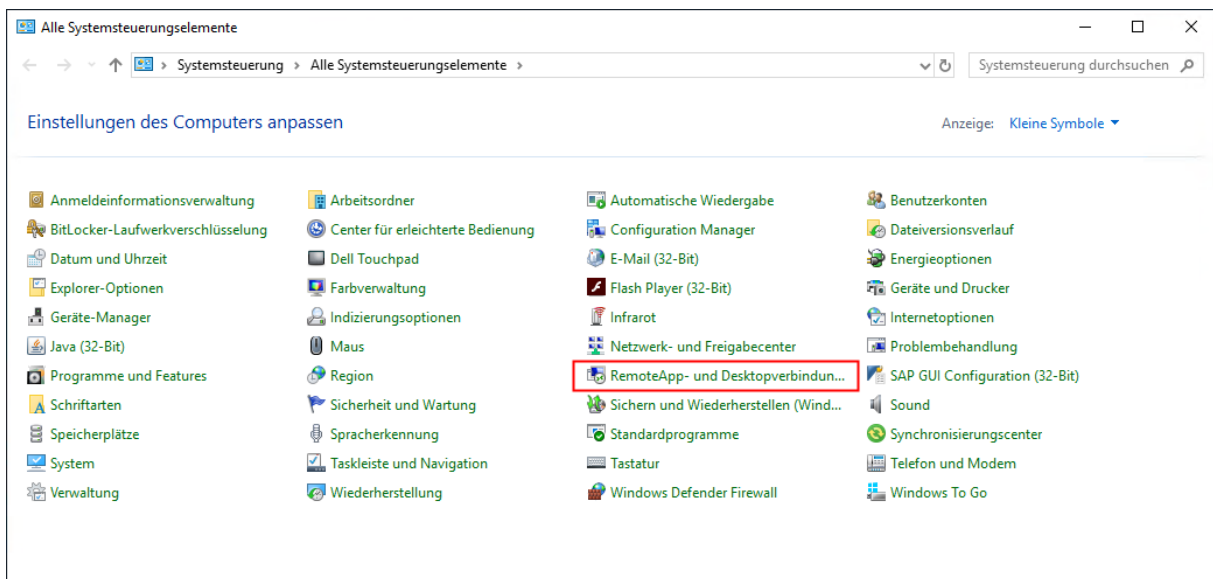 Alle Systemsteuerungselemente
Systemsteuerung > Alle Systemsteuerungselemente >
Systemsteuerung durchsuchen
Einstellungen des Computers anpassen
Anzeige: Kleine Symbole
Anmeldeinformationsverwaltung Arbeitsordner Automatische Wiedergabe Benutzerkonten
BitLocker-Laufwerkverschlüsselung Center für erleichterte Bedienung Configuration Manager Dateiversionsverlauf
Datum und Uhrzeit Dell Touchpad E-Mail (32-Bit) Energieoptionen
Explorer-Optionen Farbverwaltung Flash Player (32-Bit) Geräte und Drucker
Geräte-Manager Indizierungsoptionen Infrarot Internetoptionen
Java (32-Bit) Maus Netzwerk- und Freigabecenter Problembehandlung
Programme und Features Region RemoteApp- und Desktopverbindun... SAP GUI Configuration (32-Bit)
Schriftarten Sicherheit und Wartung Sichern und Wiederherstellen (Wind... Sound
Speicherplätze Spracherkennung Standardprogramme Synchronisierungscenter
System Taskleiste und Navigation Tastatur Telefon und Modem
Verwaltung Wiederherstellung Windows Defender Firewall Windows To Go